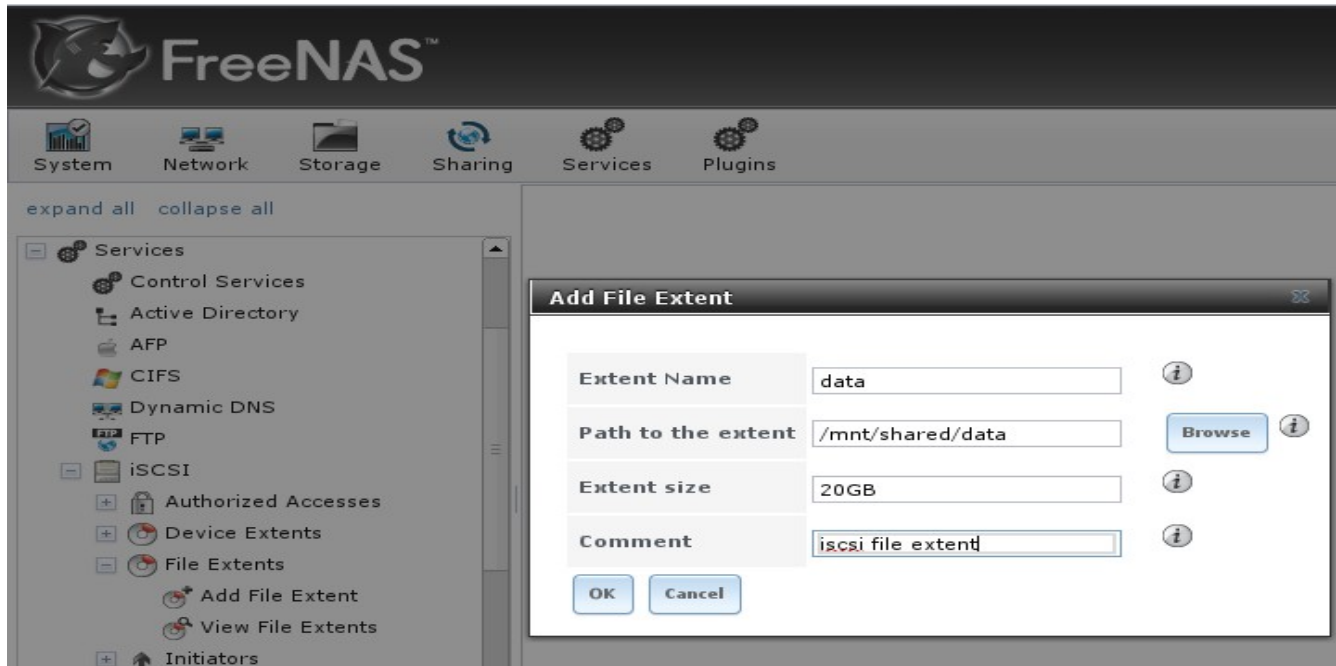 FreeNAS™
System Network Storage Sharing Services Plugins
expand all collapse all
Services
Control Services
Active Directory
AFP
CIFS
Dynamic DNS
FTP
FTP
iSCSI
Authorized Accesses
Device Extents
File Extents
Add File Extent
View File Extents
Initiators
Add File Extent
Extent Name data
Path to the extent /mnt/shared/data Browse
Extent size 20GB
Comment iscsi file extent
OK Cancel